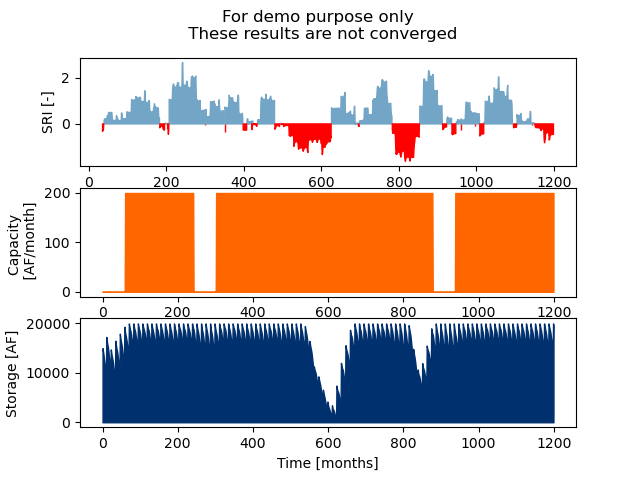 For demo purpose only
These results are not converged
SRI [-]
2
0
0 200 400 600 800 1000 1200
Capacity
[AF/month]
200
100
0
0 200 400 600 800 1000 1200
Storage [AF]
20000
10000
0
0 200 400 600 800 1000 1200
Time [months]